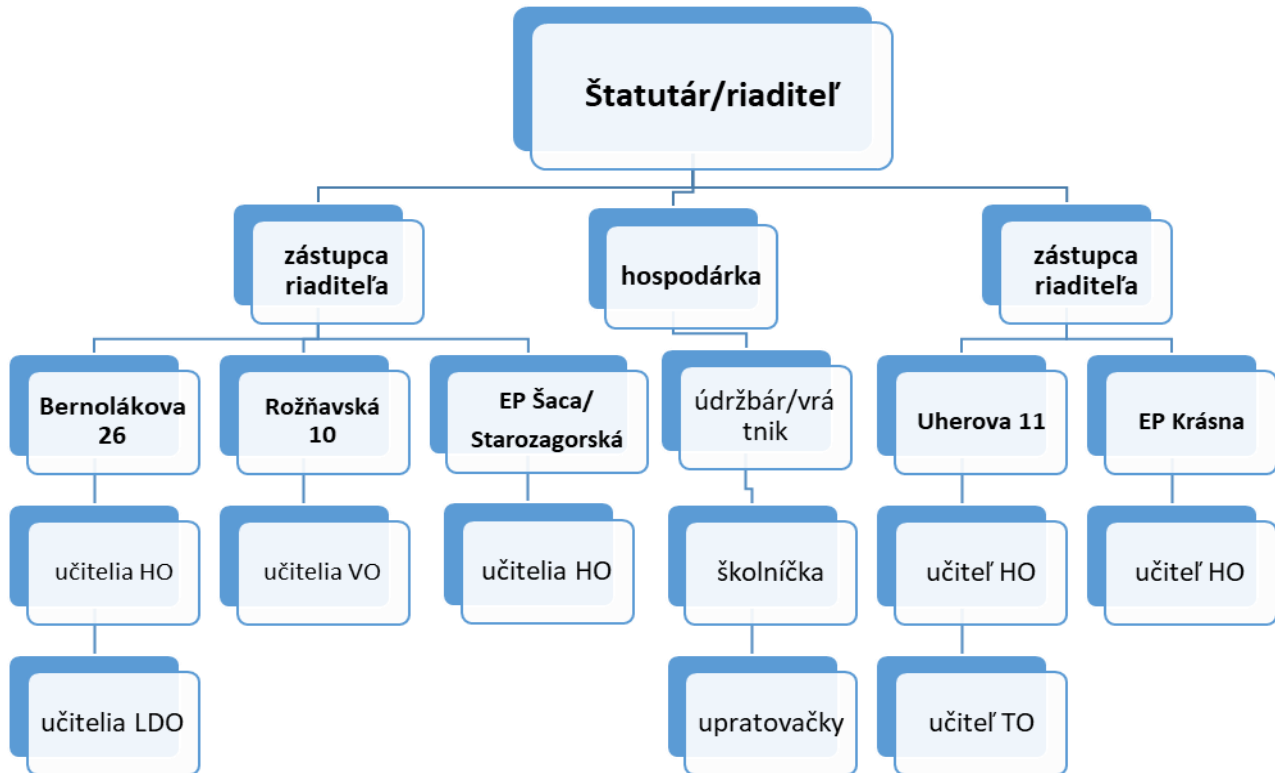 Štatutár/riaditeľ
zástupca
riaditeľa
hospodárka
zástupca
riaditeľa
Bernolákova
26
Rožňavská
10
EP Šaca/
Starozagorská
údržbár/vrá
tnik
Uherova 11
EP Krásna
učitelia HO
učitelia VO
učitelia HO
školníčka
učiteľ HO
učiteľ HO
učitelia LDO
upratovačky
učiteľ TO